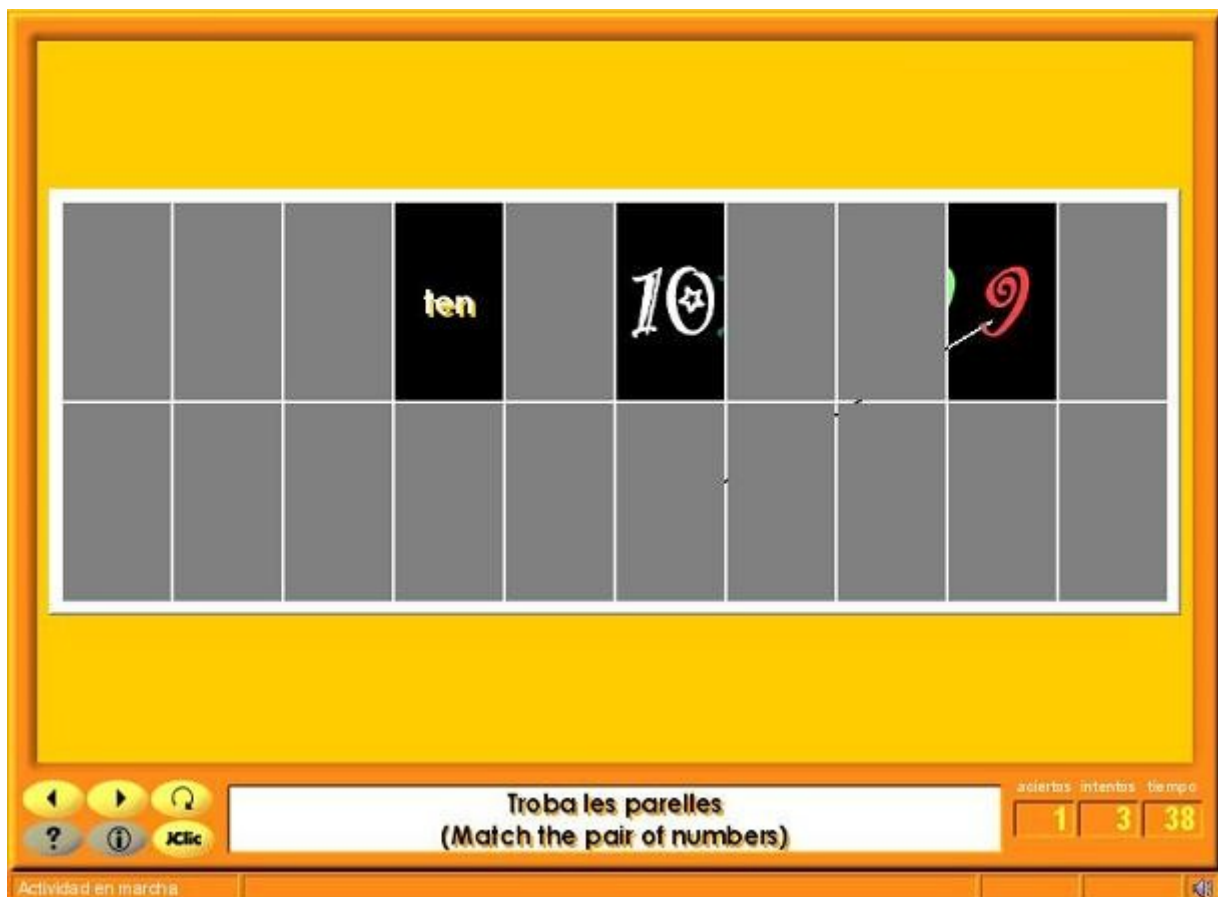 ten
10
9
Troba les parelles
(Match the pair of numbers)
aciertos intentos tiempo
1 3 38
? i JClic
Actividad en marcha